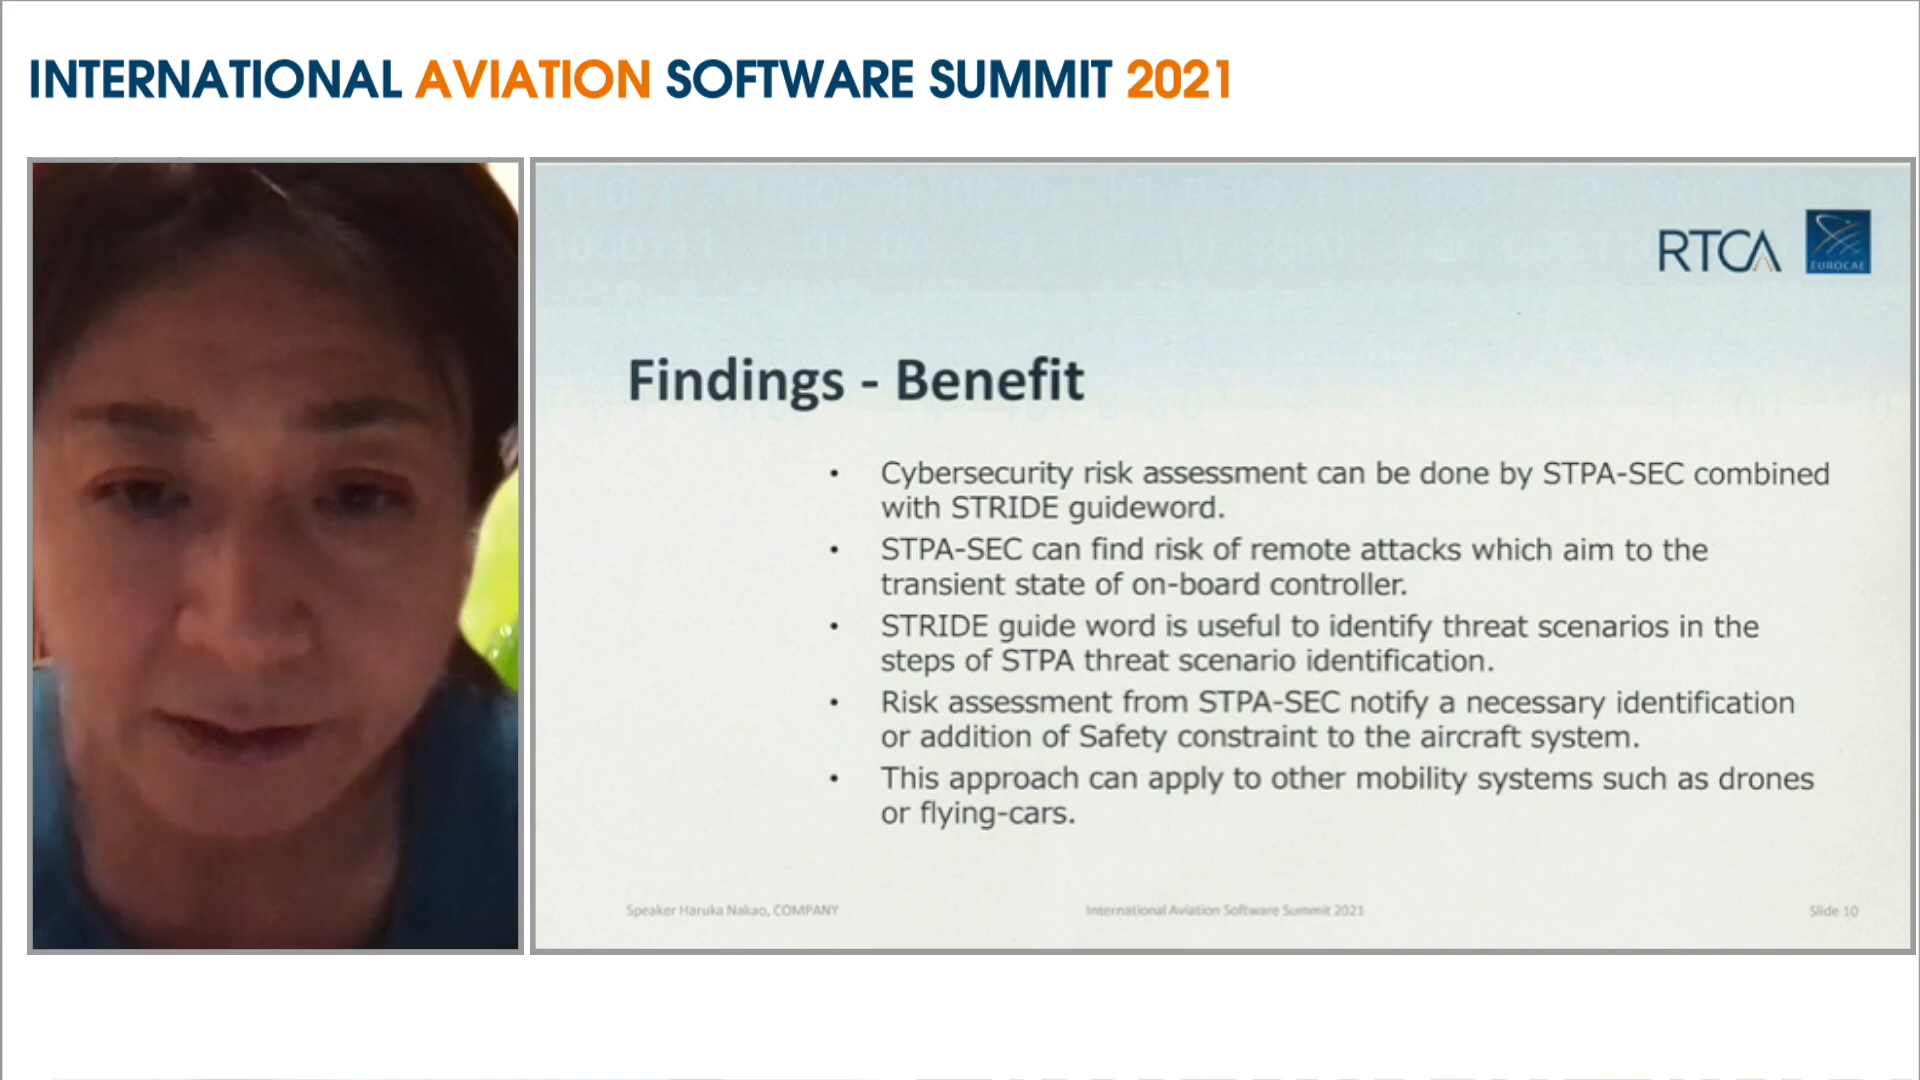 INTERNATIONAL AVIATION SOFTWARE SUMMIT 2021
RTCA
EUROCAE
Findings - Benefit
• Cybersecurity risk assessment can be done by STPA-SEC combined
with STRIDE guideword.
• STPA-SEC can find risk of remote attacks which aim to the
transient state of on-board controller.
• STRIDE guide word is useful to identify threat scenarios in the
steps of STPA threat scenario identification.
• Risk assessment from STPA-SEC notify a necessary identification
or addition of Safety constraint to the aircraft system.
• This approach can apply to other mobility systems such as drones
or flying-cars.
Speaker Haruka Nakao, COMPANY
International Aviation Software Summit 2021
Slide 10